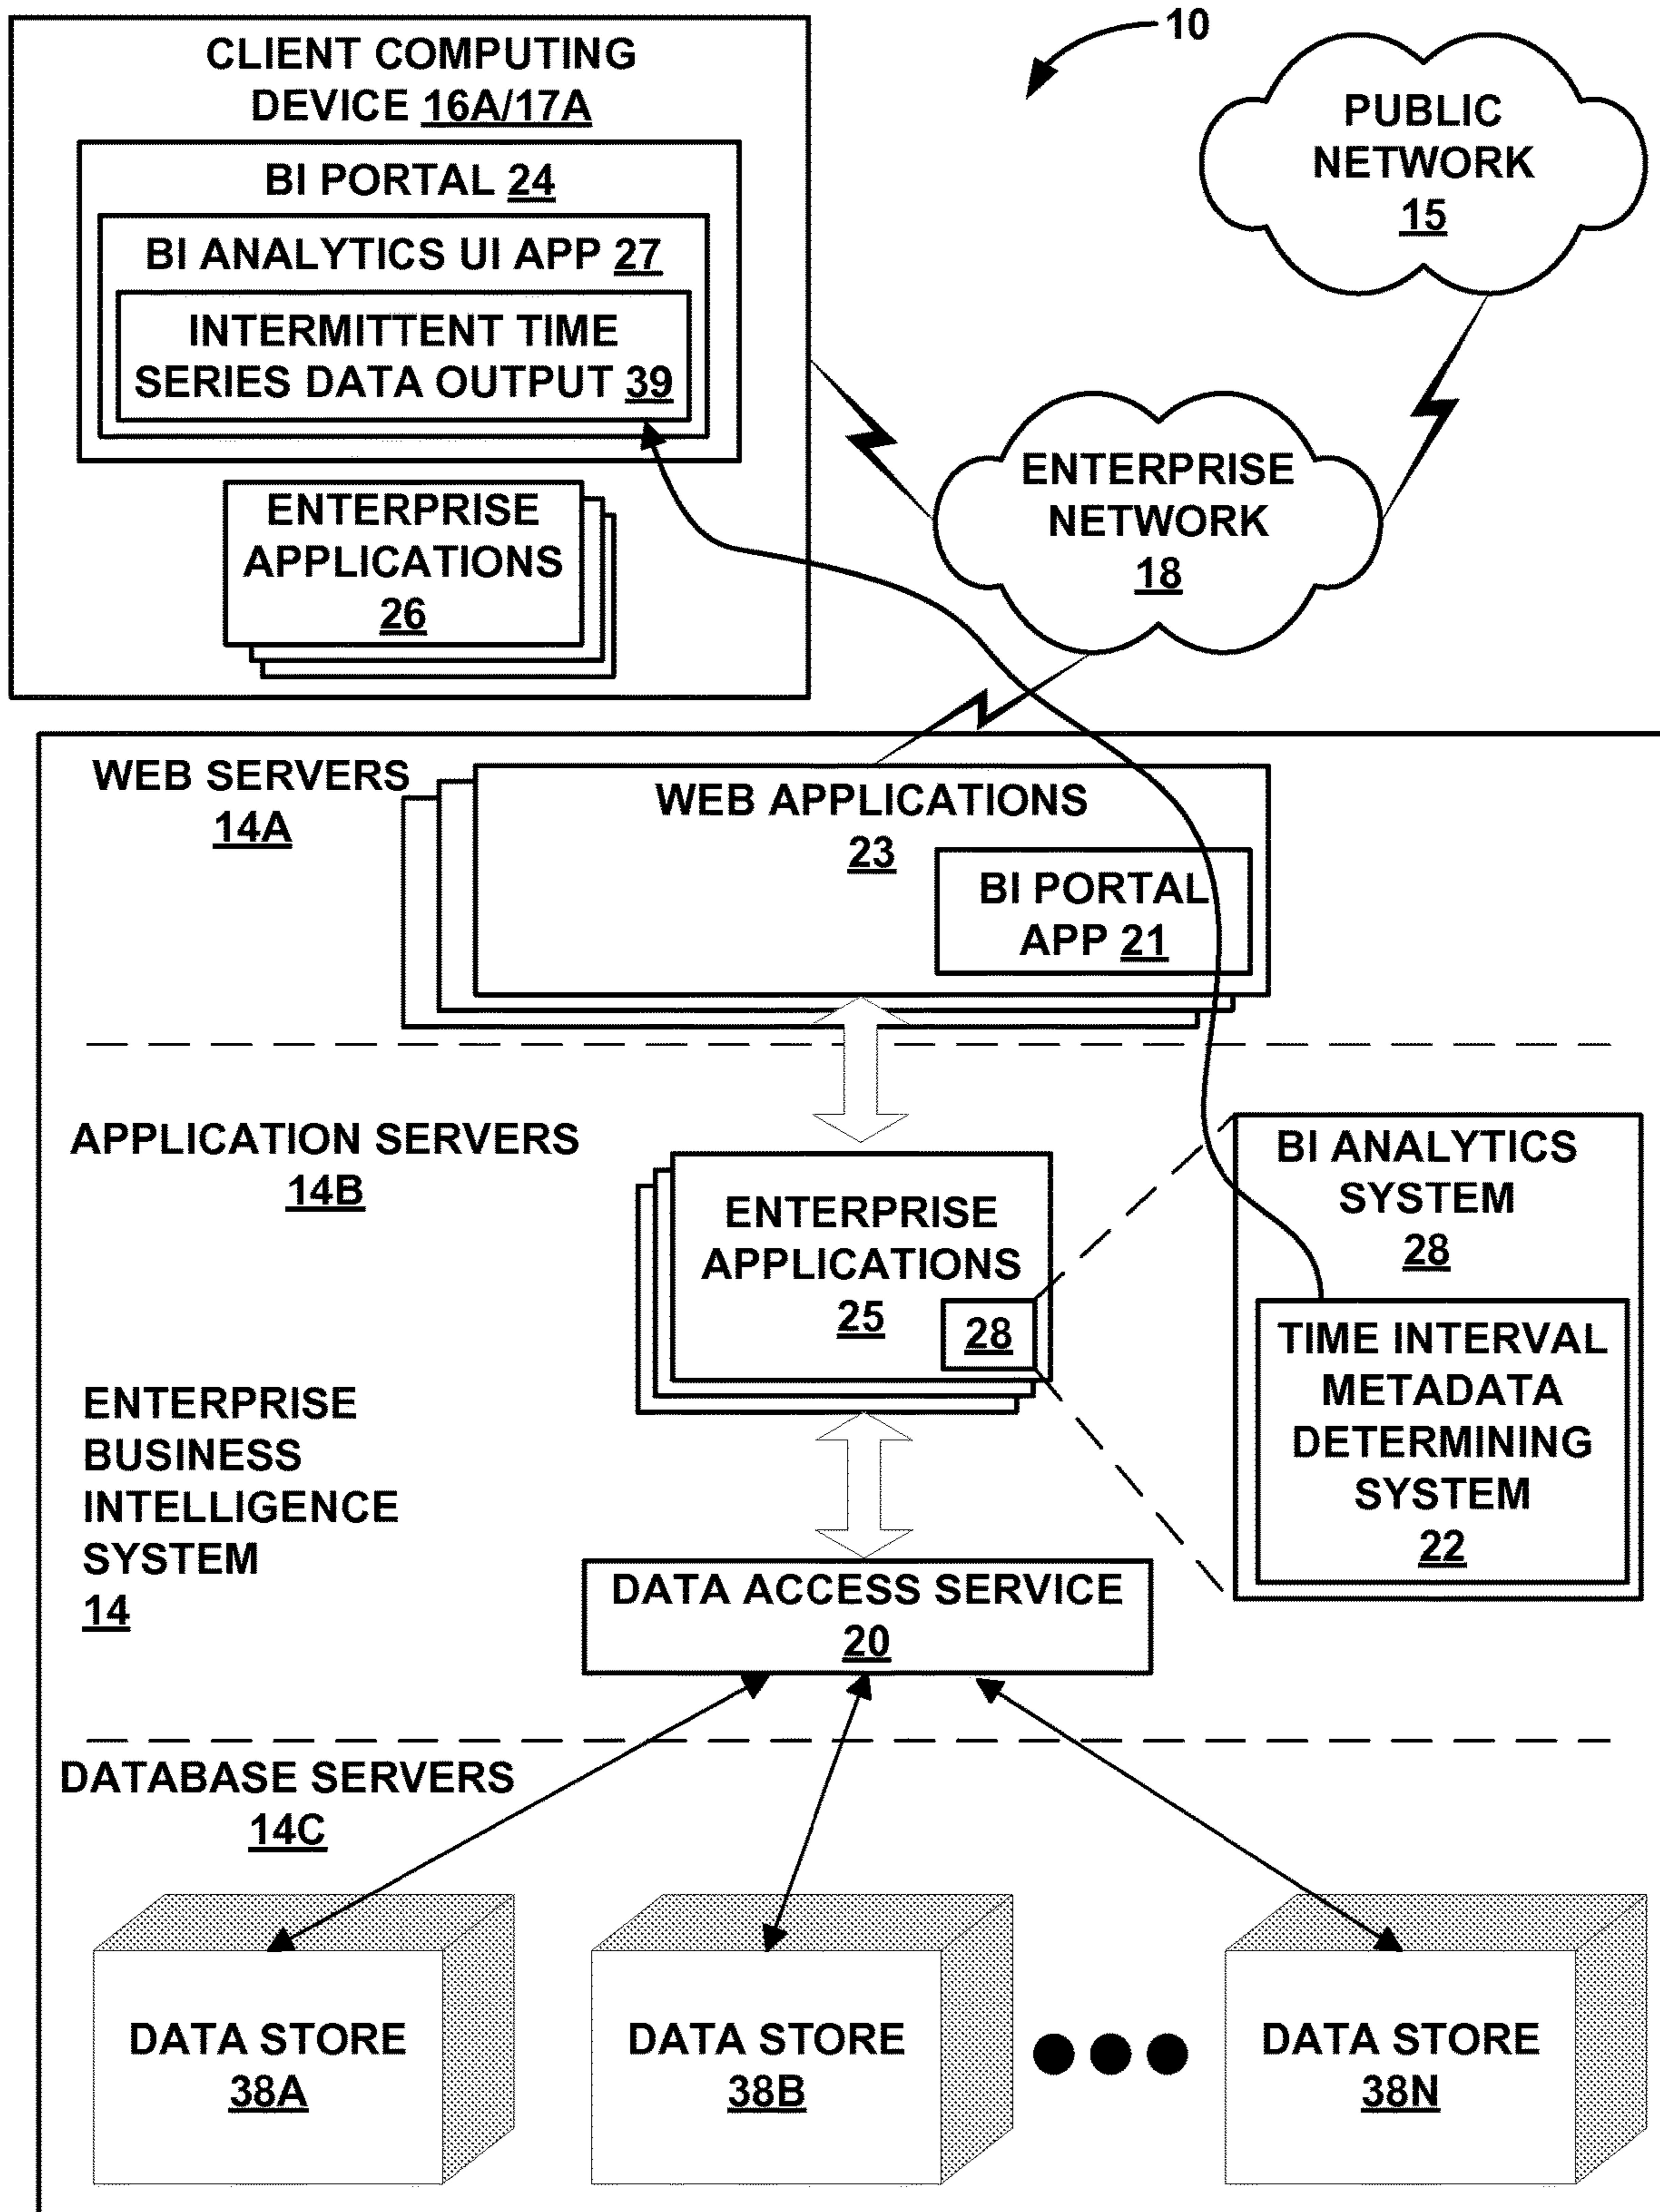 10
CLIENT COMPUTING
DEVICE 16A/17A
BI PORTAL 24
BI ANALYTICS UI APP 27
INTERMITTENT TIME
SERIES DATA OUTPUT 39
ENTERPRISE
APPLICATIONS
26
PUBLIC
NETWORK
15
ENTERPRISE
NETWORK
18
WEB SERVERS
14A
WEB APPLICATIONS
23
BI PORTAL
APP 21
APPLICATION SERVERS
14B
ENTERPRISE
APPLICATIONS
25
28
BI ANALYTICS
SYSTEM
28
TIME INTERVAL
METADATA
DETERMINING
SYSTEM
22
ENTERPRISE
BUSINESS
INTELLIGENCE
SYSTEM
14
DATA ACCESS SERVICE
20
DATABASE SERVERS
14C
DATA STORE
38A
DATA STORE
38B
DATA STORE
38N